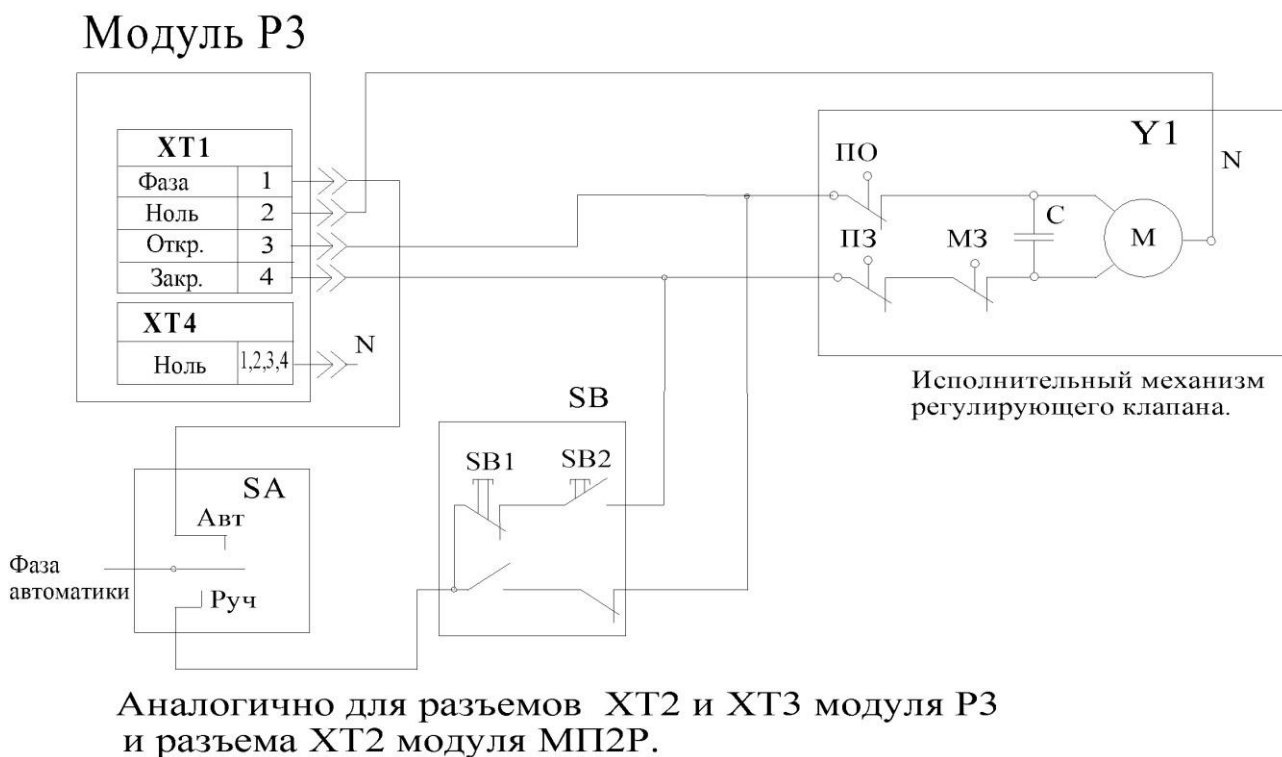 Модуль Р3
XT1
Фаза 1
Ноль 2
Откр. 3
Закр. 4
XT4
Ноль 1,2,3,4
N
Y1
N
ПО
C
ПЗ
МЗ
М
Исполнительный механизм
регулирующего клапана.
SB
SB1
SB2
SA
Авт
Фаза
автоматики
Руч
Аналогично для разъемов XT2 и XT3 модуля Р3
и разъема XT2 модуля МП2Р.